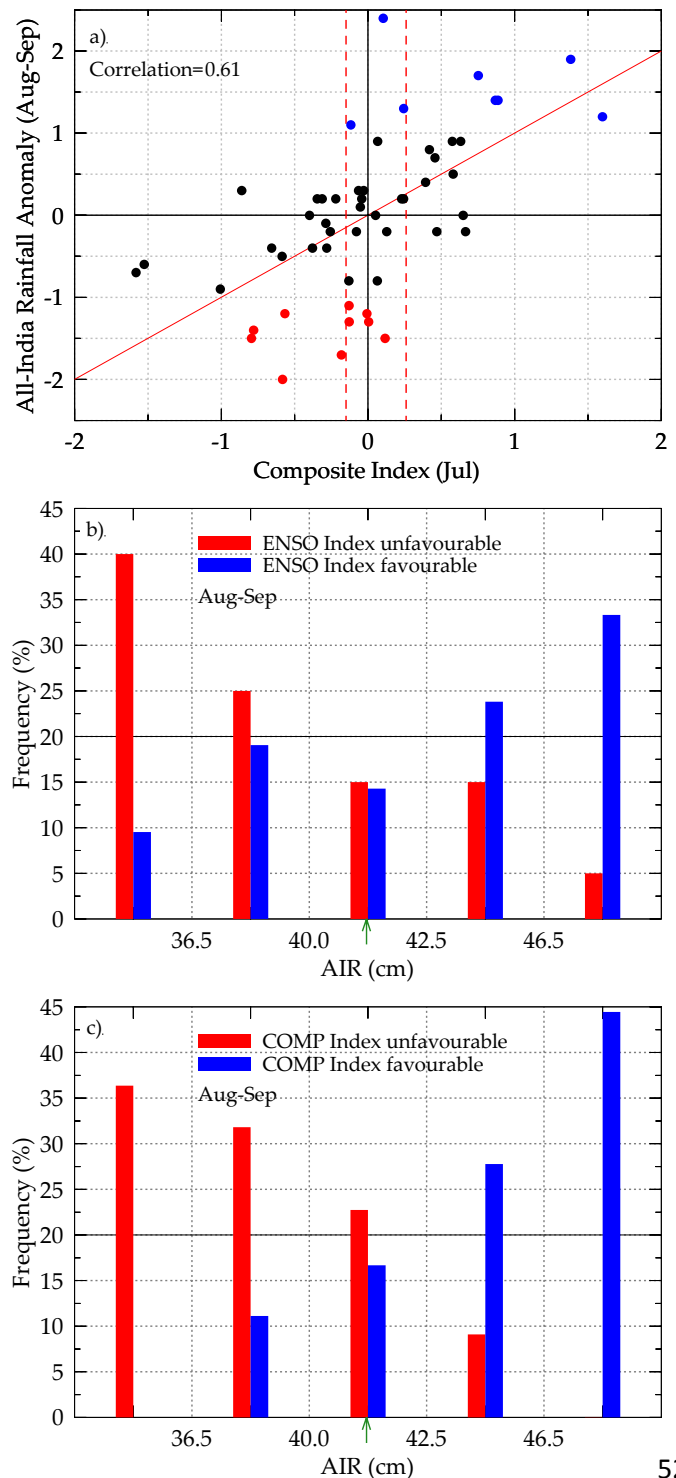 a).
Correlation=0.61
All-India Rainfall Anomaly (Aug-Sep)
2
1
0
-1
-2
-2 -1 0 1 2
Composite Index (Jul)
b).
ENSO Index unfavourable
ENSO Index favourable
Aug-Sep
Frequency (%)
45
40
35
30
25
20
15
10
5
0
36.5 40.0 42.5 46.5
AIR (cm)
c).
COMP Index unfavourable
COMP Index favourable
Aug-Sep
Frequency (%)
45
40
35
30
25
20
15
10
5
0
36.5 40.0 42.5 46.5
AIR (cm)